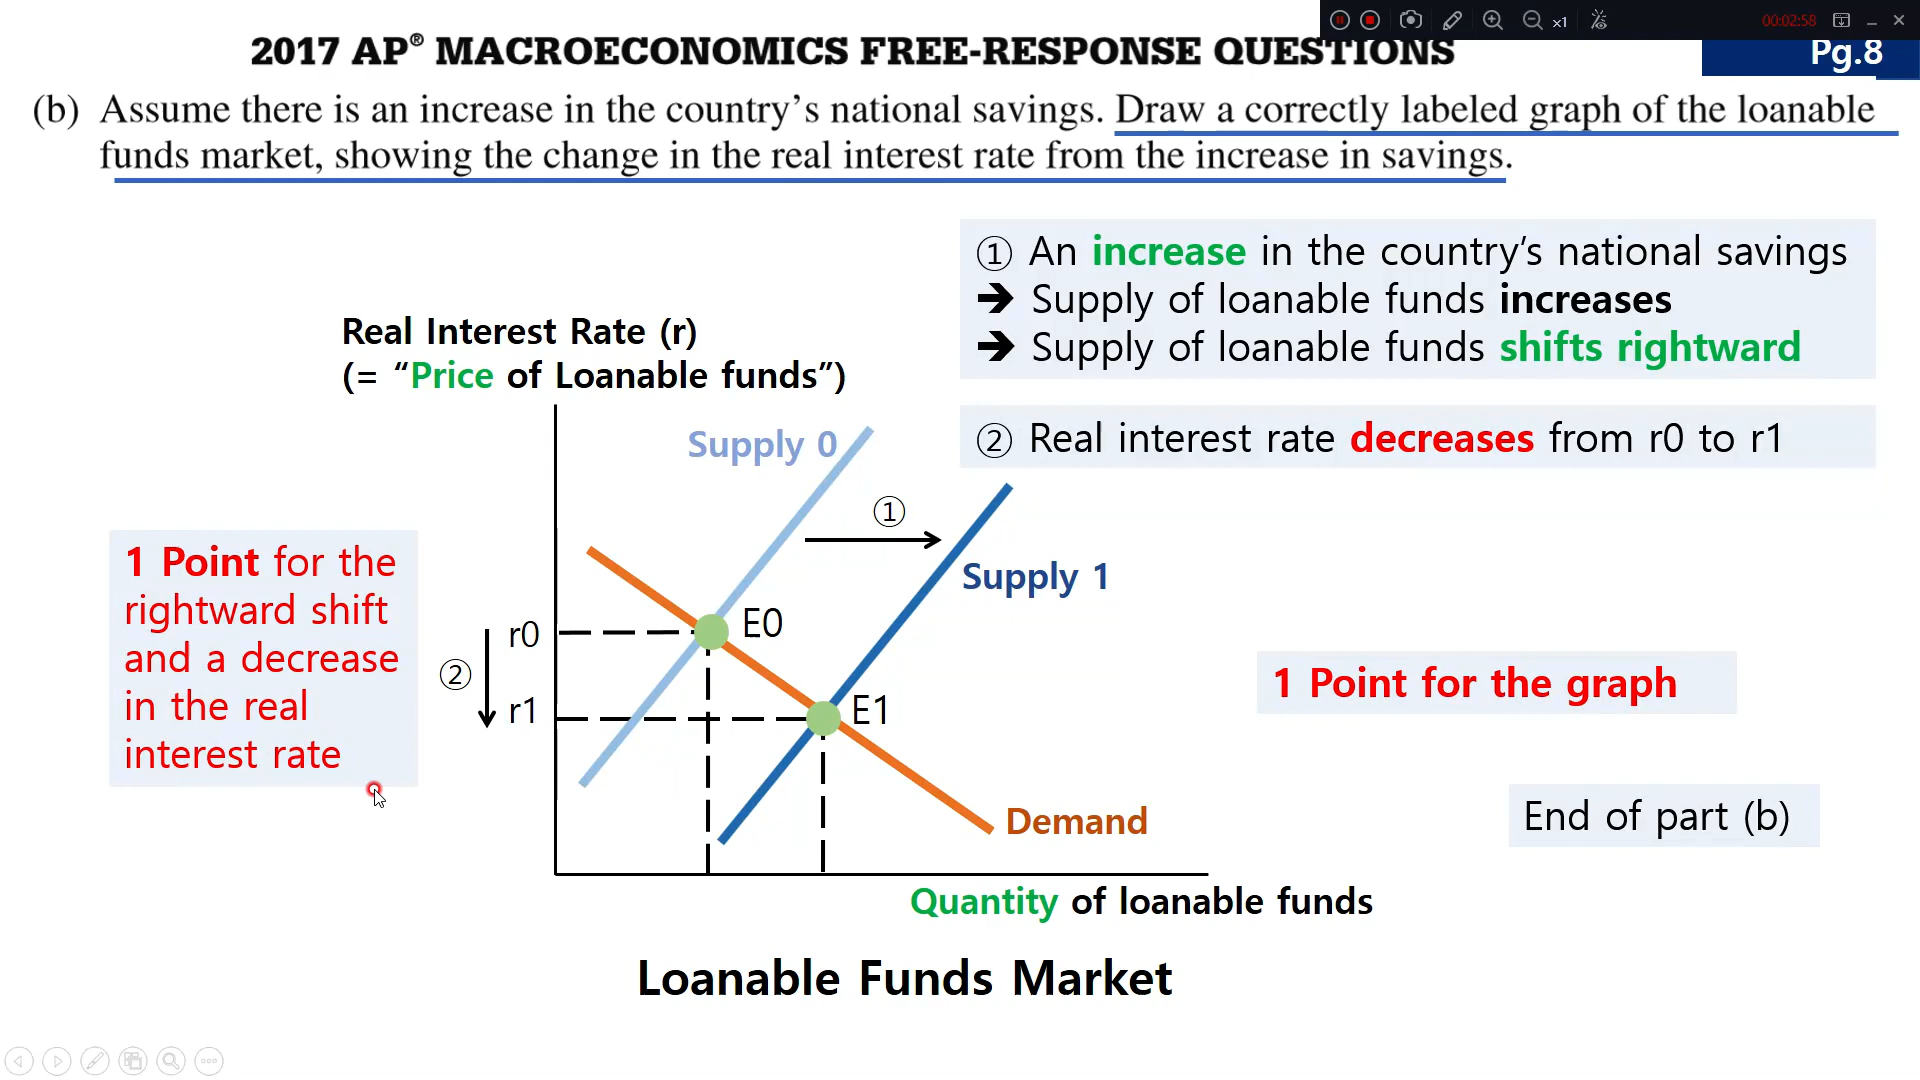 x1
00:02:58
2017 AP® MACROECONOMICS FREE-RESPONSE QUESTIONS
Pg.8
(b) Assume there is an increase in the country’s national savings. Draw a correctly labeled graph of the loanable
funds market, showing the change in the real interest rate from the increase in savings.
① An increase in the country’s national savings
➔ Supply of loanable funds increases
➔ Supply of loanable funds shifts rightward
② Real interest rate decreases from r0 to r1
Real Interest Rate (r)
(= “Price of Loanable funds”)
Supply 0
①
Supply 1
1 Point for the
rightward shift
and a decrease
in the real
interest rate
②
r0
r1
E0
E1
1 Point for the graph
Demand
End of part (b)
Quantity of loanable funds
Loanable Funds Market